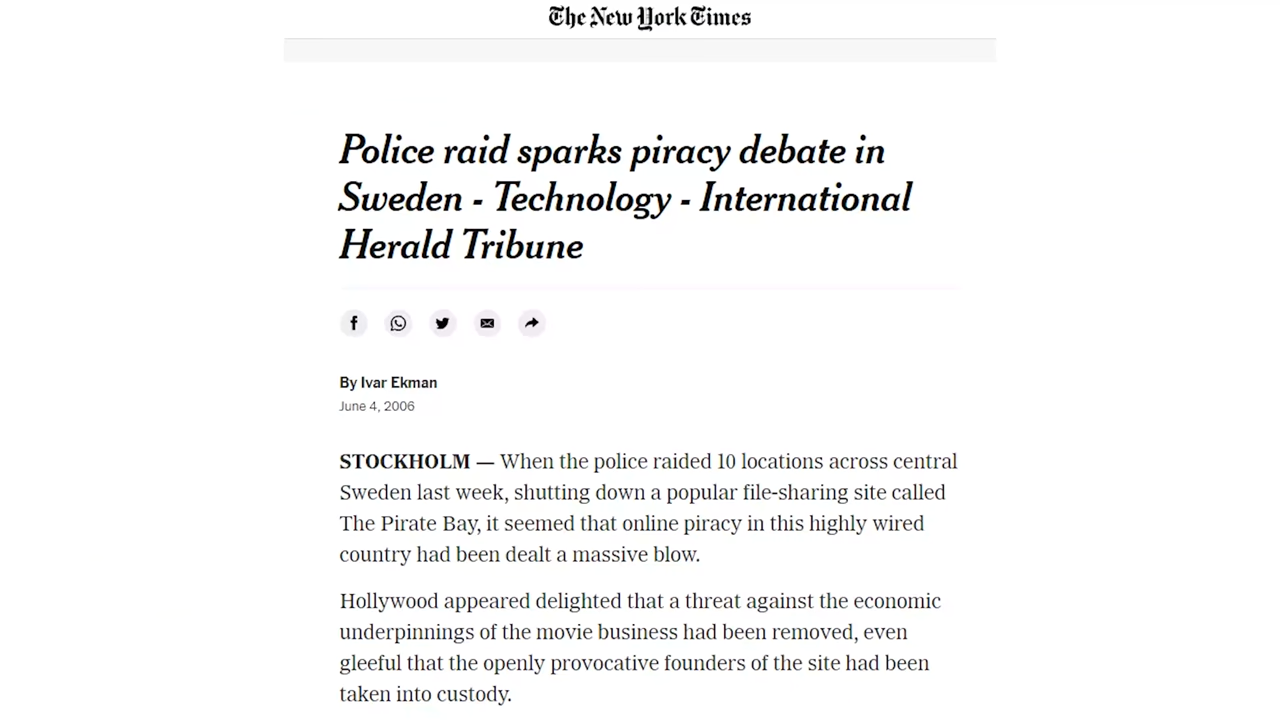 The New York Times
Police raid sparks piracy debate in
Sweden - Technology - International
Herald Tribune
By Ivar Ekman
June 4, 2006
STOCKHOLM — When the police raided 10 locations across central
Sweden last week, shutting down a popular file-sharing site called
The Pirate Bay, it seemed that online piracy in this highly wired
country had been dealt a massive blow.
Hollywood appeared delighted that a threat against the economic
underpinnings of the movie business had been removed, even
gleeful that the openly provocative founders of the site had been
taken into custody.